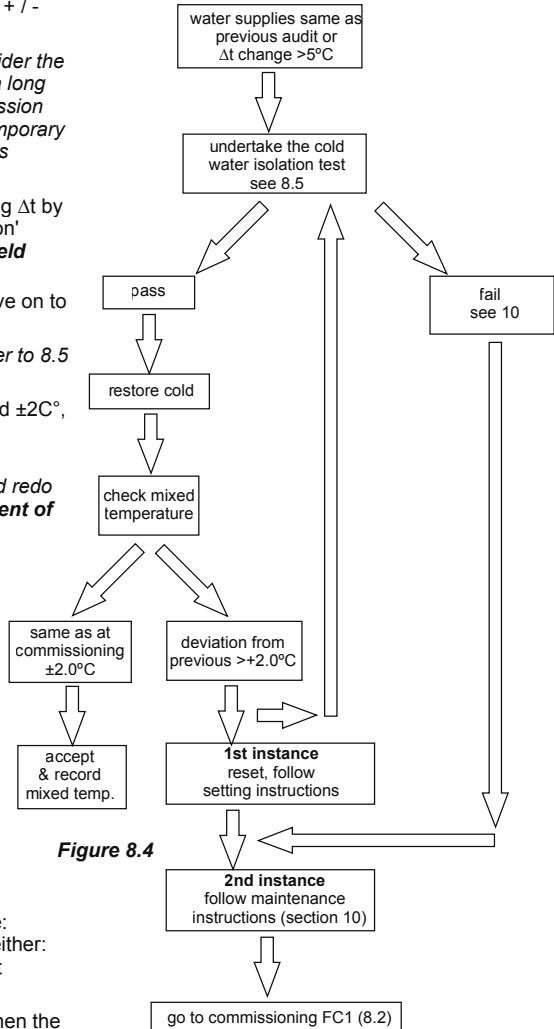 + / -
ider the
a long
ssion
mporary
s
g Δt by
on'
eld
ve on to
er to 8.5
d ±2C°,
d redo
ent of
e:
either:
t
hen the
water supplies same as
previous audit or
Δt change >5ºC
undertake the cold
water isolation test
see 8.5
pass
fail
see 10
restore cold
check mixed
temperature
same as at
commissioning
±2.0ºC
deviation from
previous >+2.0ºC
accept
& record
mixed temp.
1st instance
reset, follow
setting instructions
Figure 8.4
2nd instance
follow maintenance
instructions (section 10)
go to commissioning FC1 (8.2)